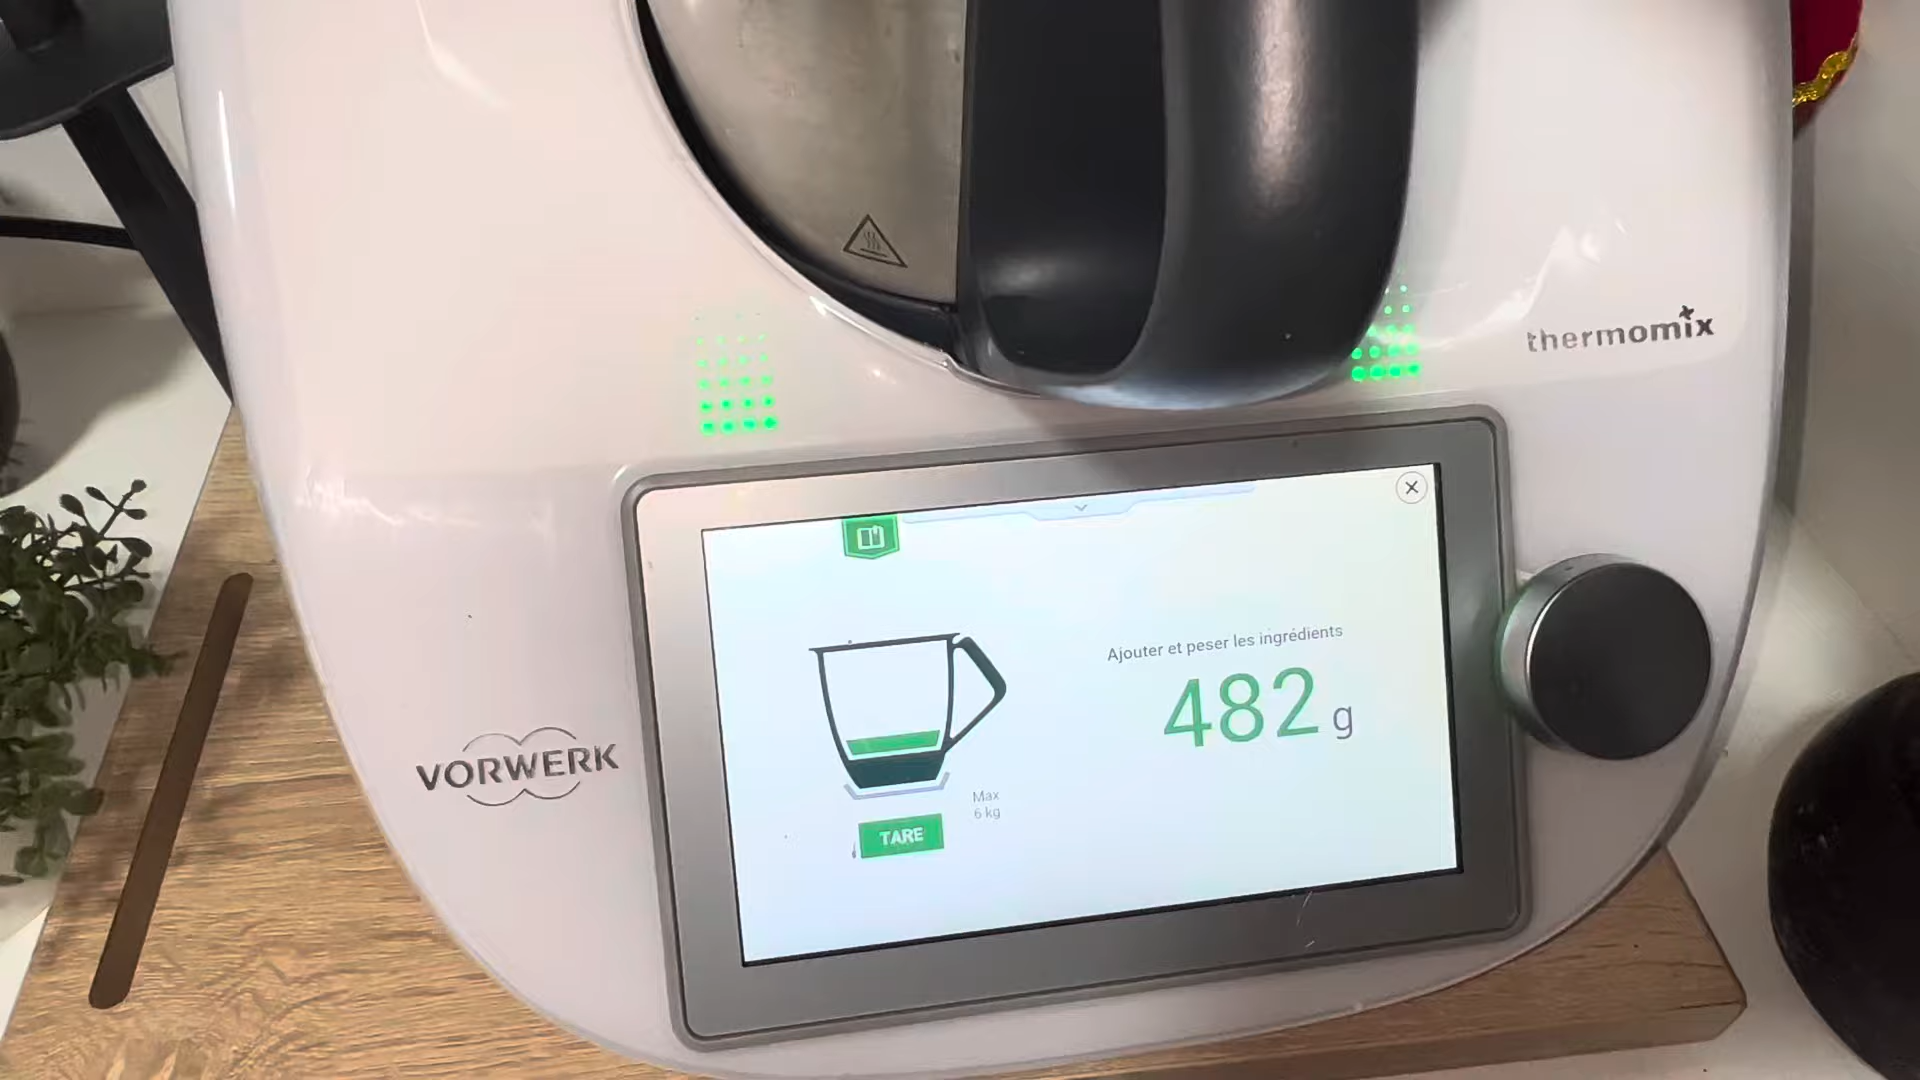 thermomix
Ajouter et peser les ingrédients
482 g
VORWERK
Max
6 kg
TARE